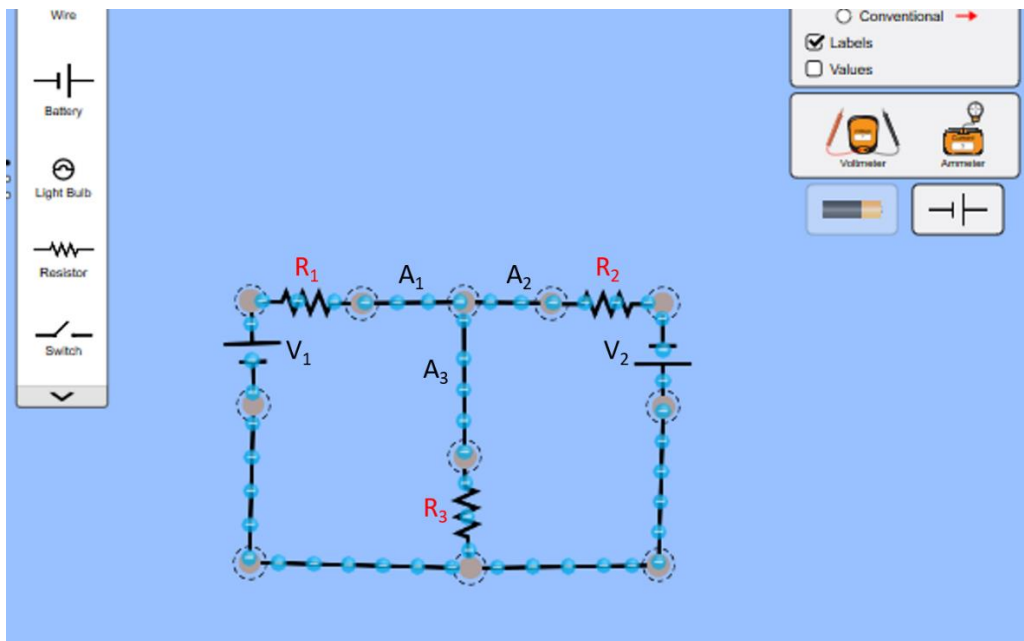 Wire
Battery
Light Bulb
Resistor
Switch
Conventional
Labels
Values
Voltmeter
Ammeter
R₁
A₁
A₂
R₂
V₁
A₃
V₂
R₃